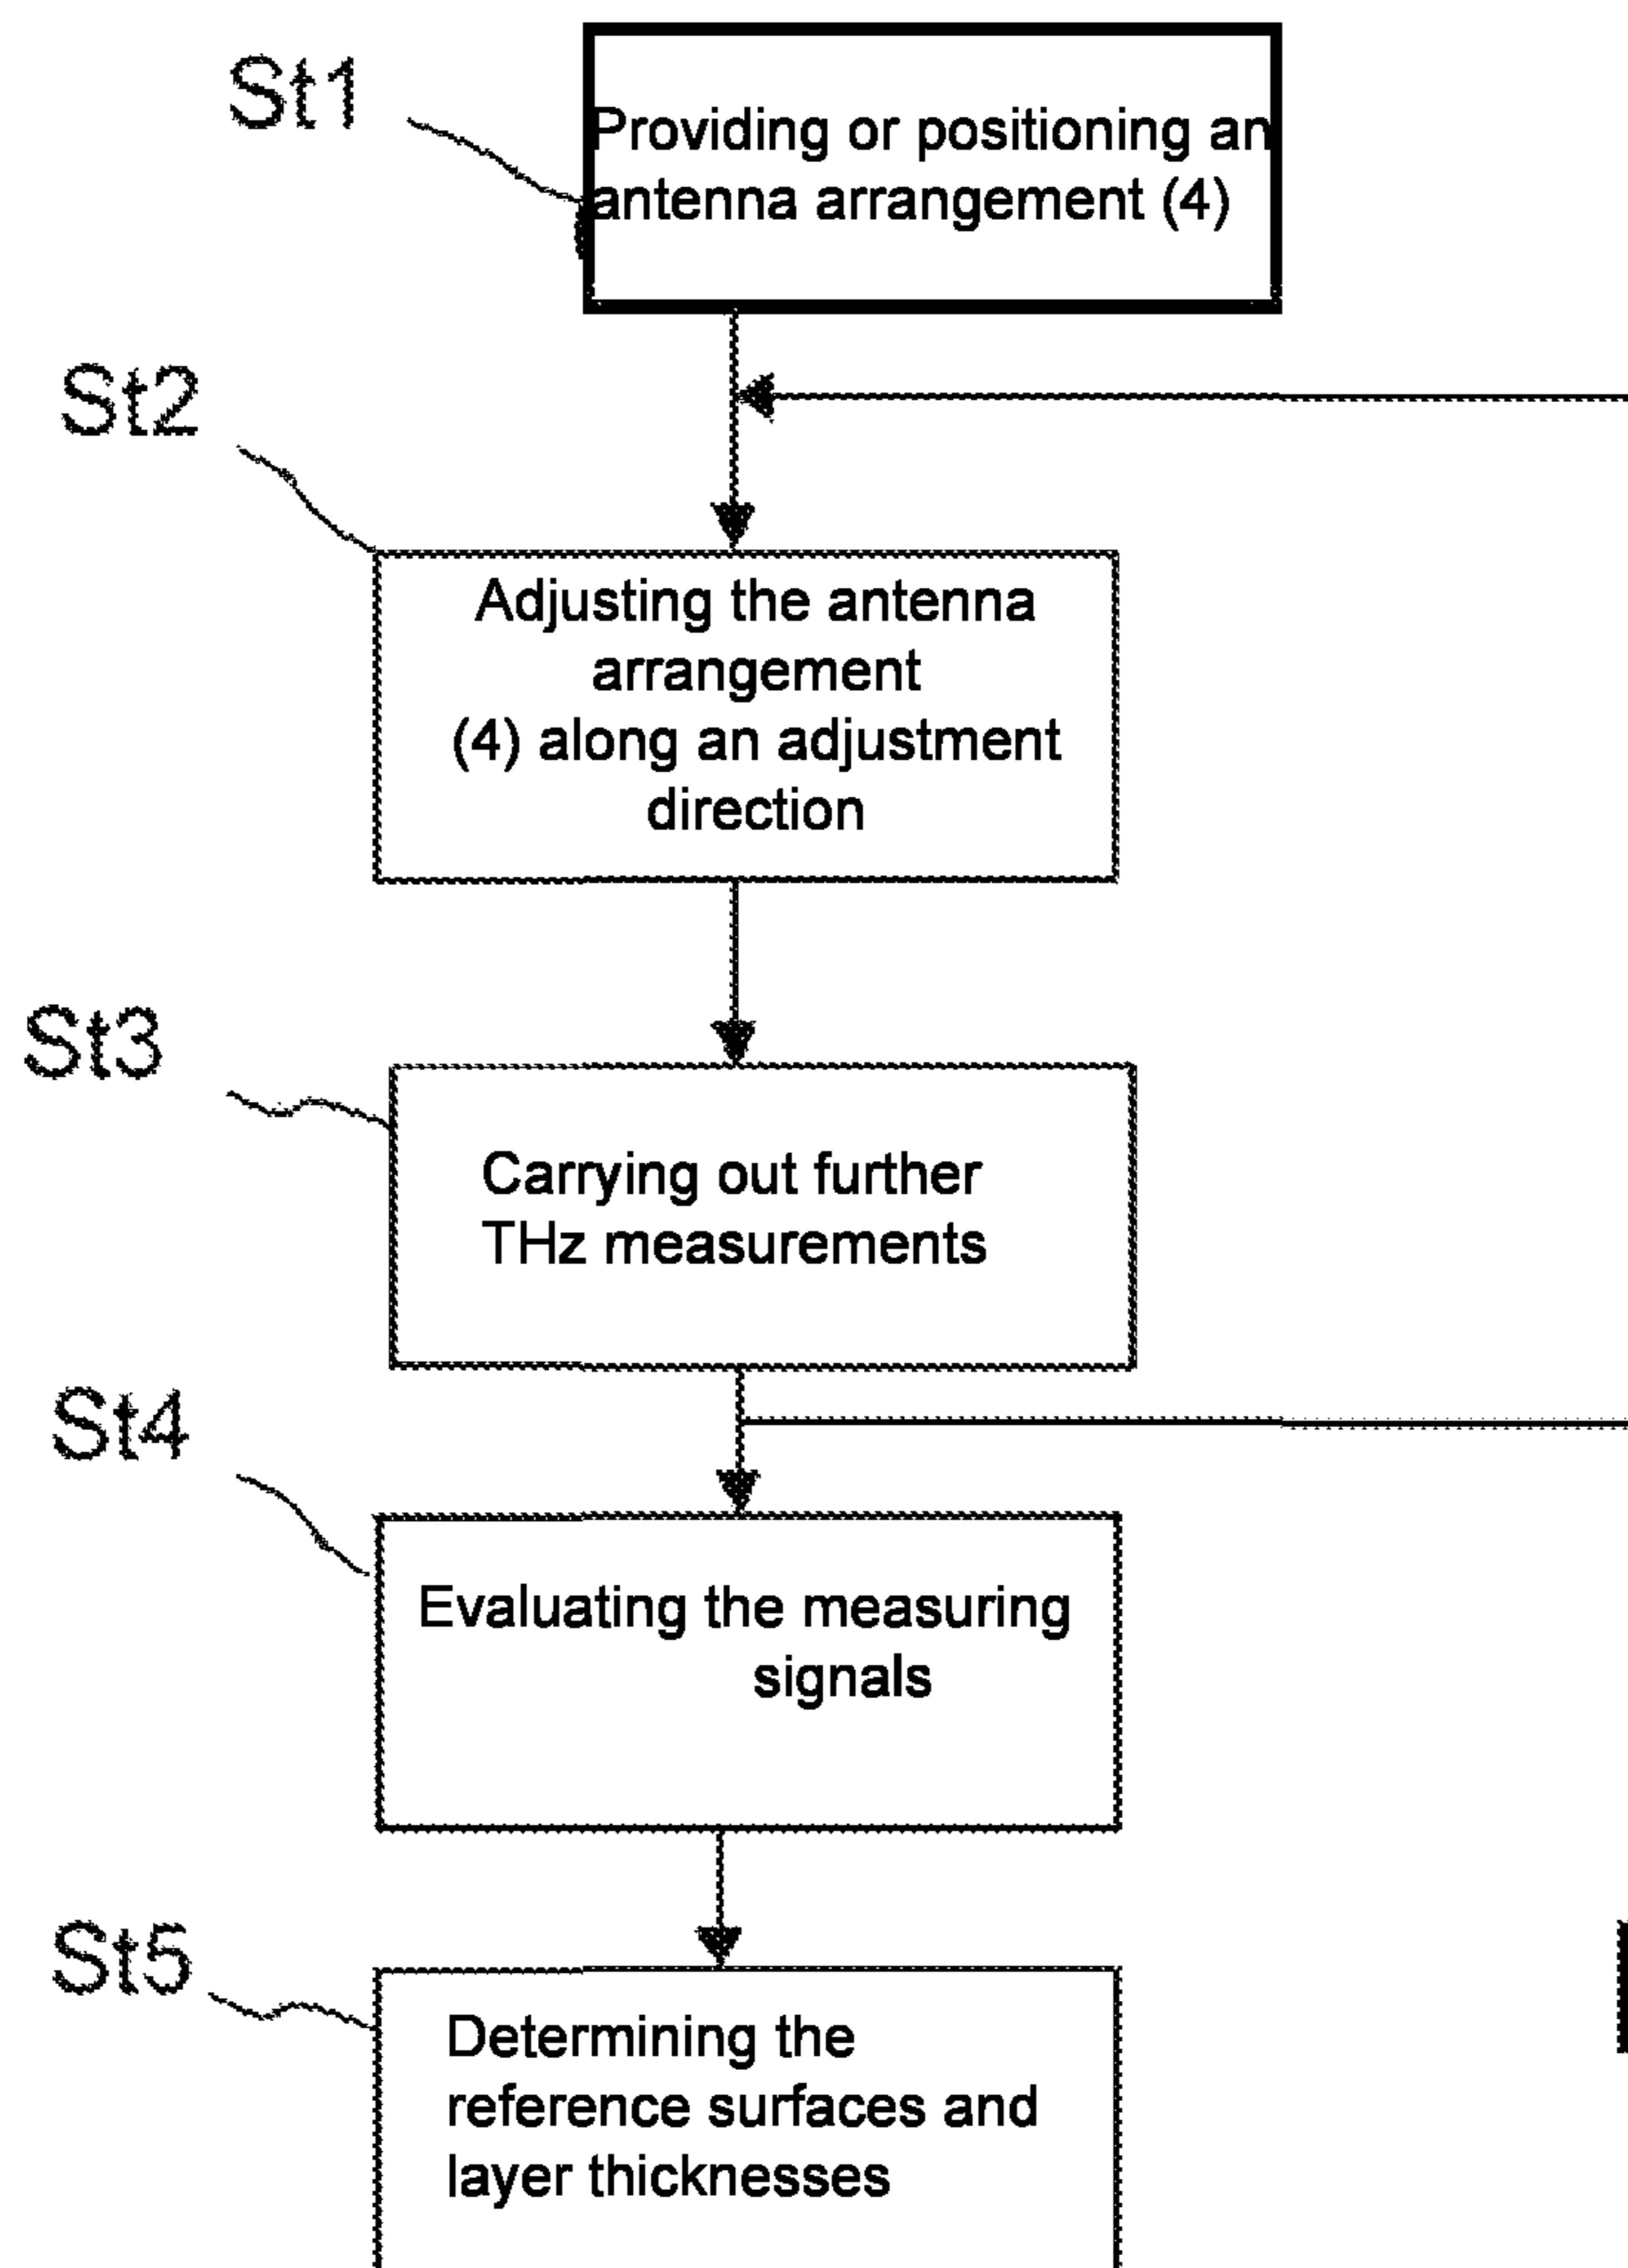 St1
Providing or positioning an
antenna arrangement (4)
St2
Adjusting the antenna
arrangement
(4) along an adjustment
direction
St3
Carrying out further
THz measurements
St4
Evaluating the measuring
signals
St5
Determining the
reference surfaces and
layer thicknesses